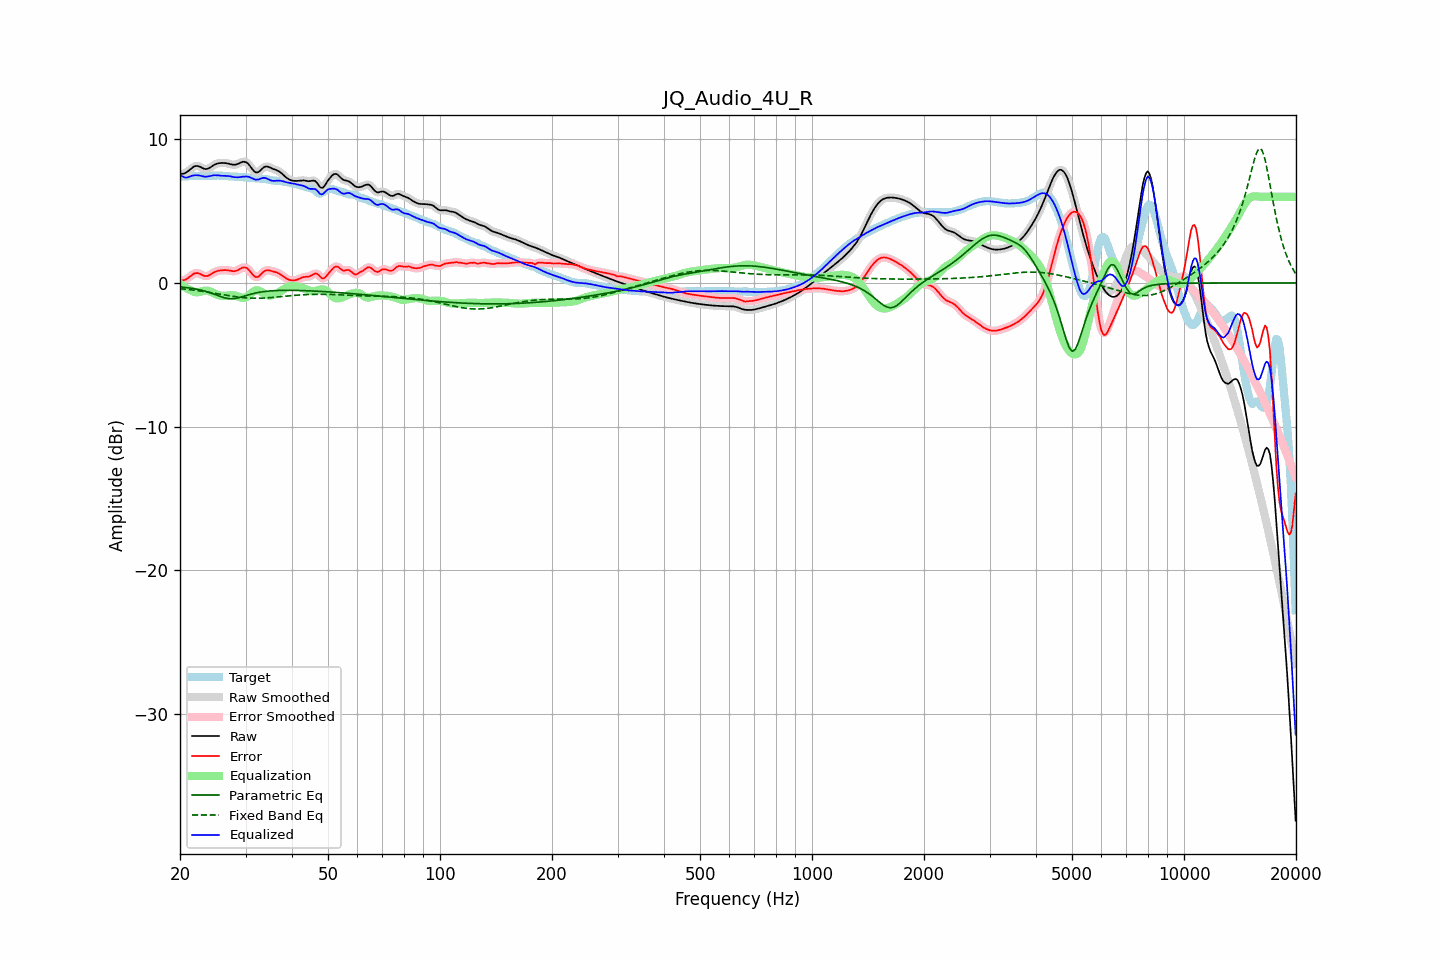 JQ_Audio_4U_R
Amplitude (dBr)
10
0
−10
−20
−30
Target
Raw Smoothed
Error Smoothed
Raw
Error
Equalization
Parametric Eq
Fixed Band Eq
Equalized
20 50 100 200 500 1000 2000 5000 10000 20000
Frequency (Hz)